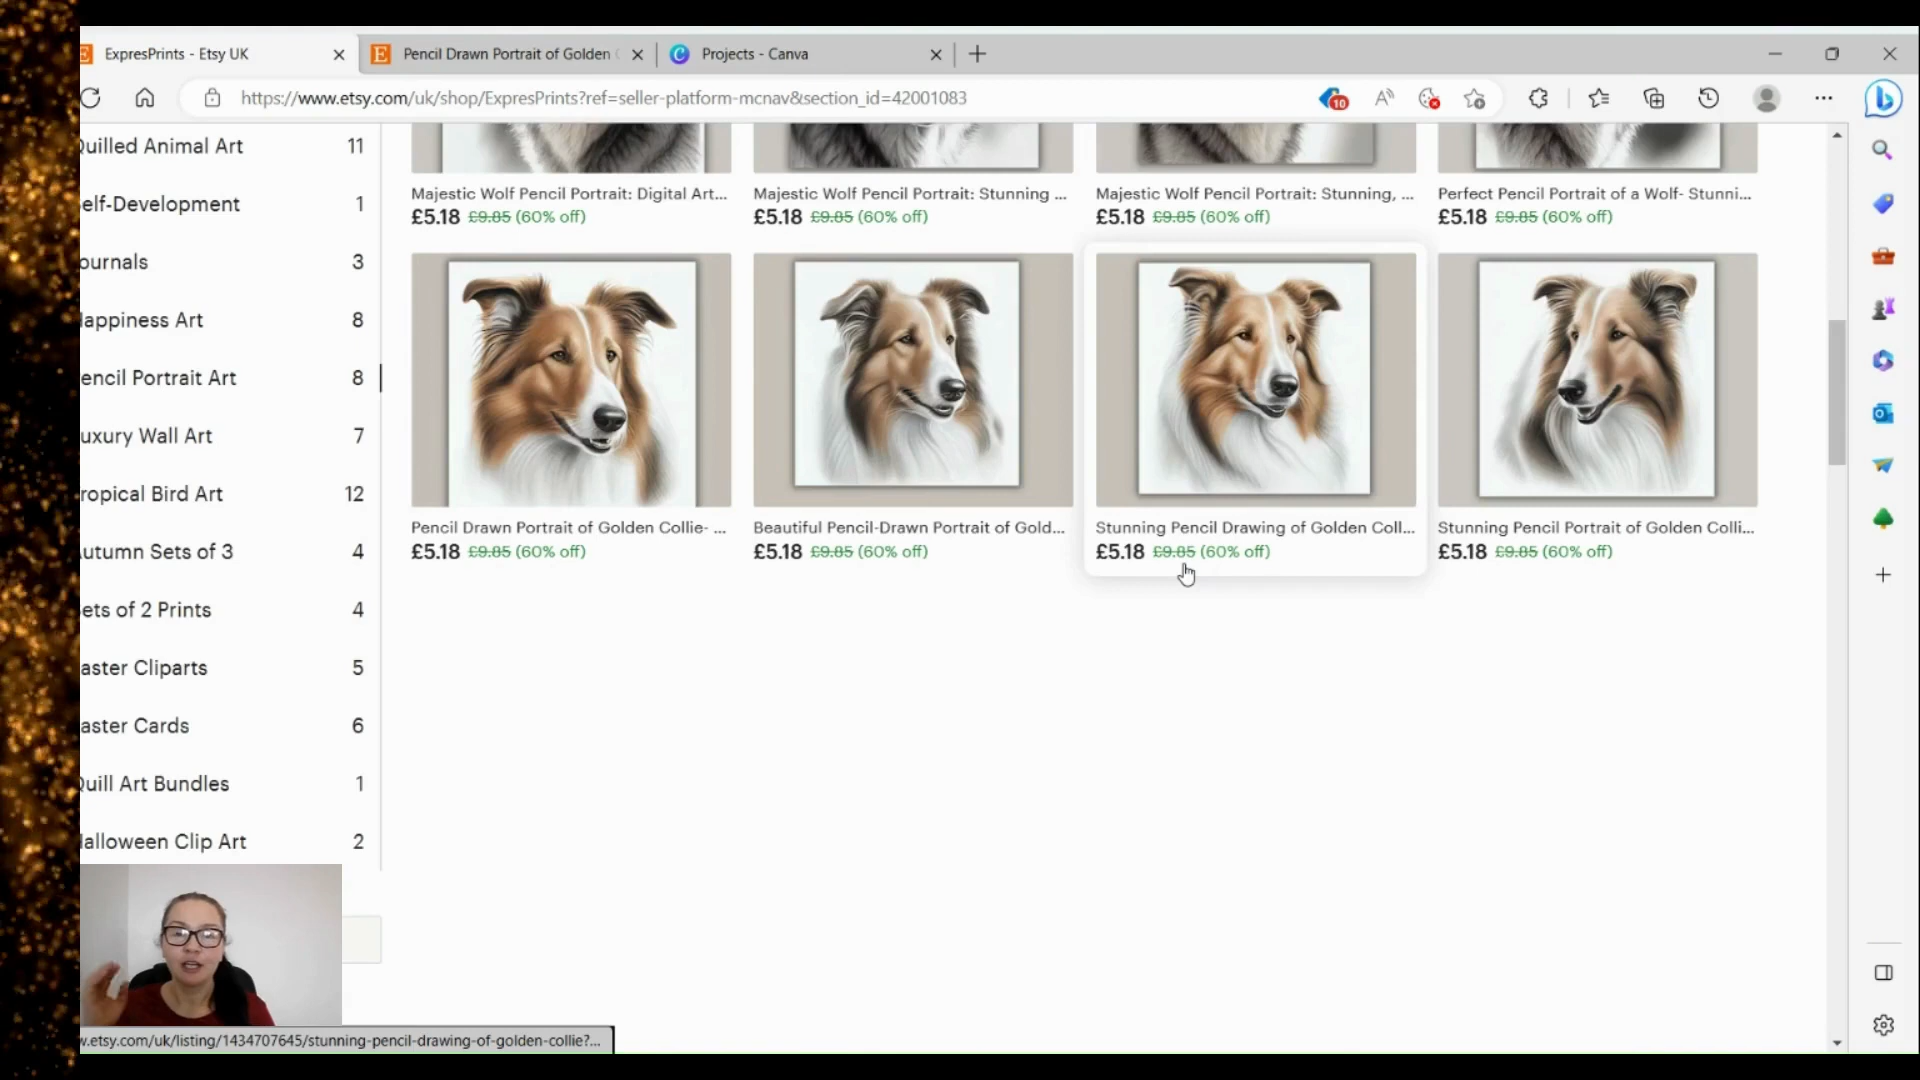 ExpresPrints - Etsy UK
Pencil Drawn Portrait of Golden
Projects - Canva
https://www.etsy.com/uk/shop/ExpresPrints?ref=seller-platform-mcnav&section_id=42001083
10
uilled Animal Art 11
elf-Development 1
ournals 3
appiness Art 8
encil Portrait Art 8
uxury Wall Art 7
ropical Bird Art 12
utumn Sets of 3 4
ets of 2 Prints 4
aster Cliparts 5
aster Cards 6
uill Art Bundles 1
alloween Clip Art 2
Majestic Wolf Pencil Portrait: Digital Art...
£5.18 £9.85 (60% off)
Majestic Wolf Pencil Portrait: Stunning ...
£5.18 £9.85 (60% off)
Majestic Wolf Pencil Portrait: Stunning, ...
£5.18 £9.85 (60% off)
Perfect Pencil Portrait of a Wolf- Stunni...
£5.18 £9.85 (60% off)
Pencil Drawn Portrait of Golden Collie- ...
£5.18 £9.85 (60% off)
Beautiful Pencil-Drawn Portrait of Gold...
£5.18 £9.85 (60% off)
Stunning Pencil Drawing of Golden Coll...
£5.18 £9.85 (60% off)
Stunning Pencil Portrait of Golden Colli...
£5.18 £9.85 (60% off)
w.etsy.com/uk/listing/1434707645/stunning-pencil-drawing-of-golden-collie?...